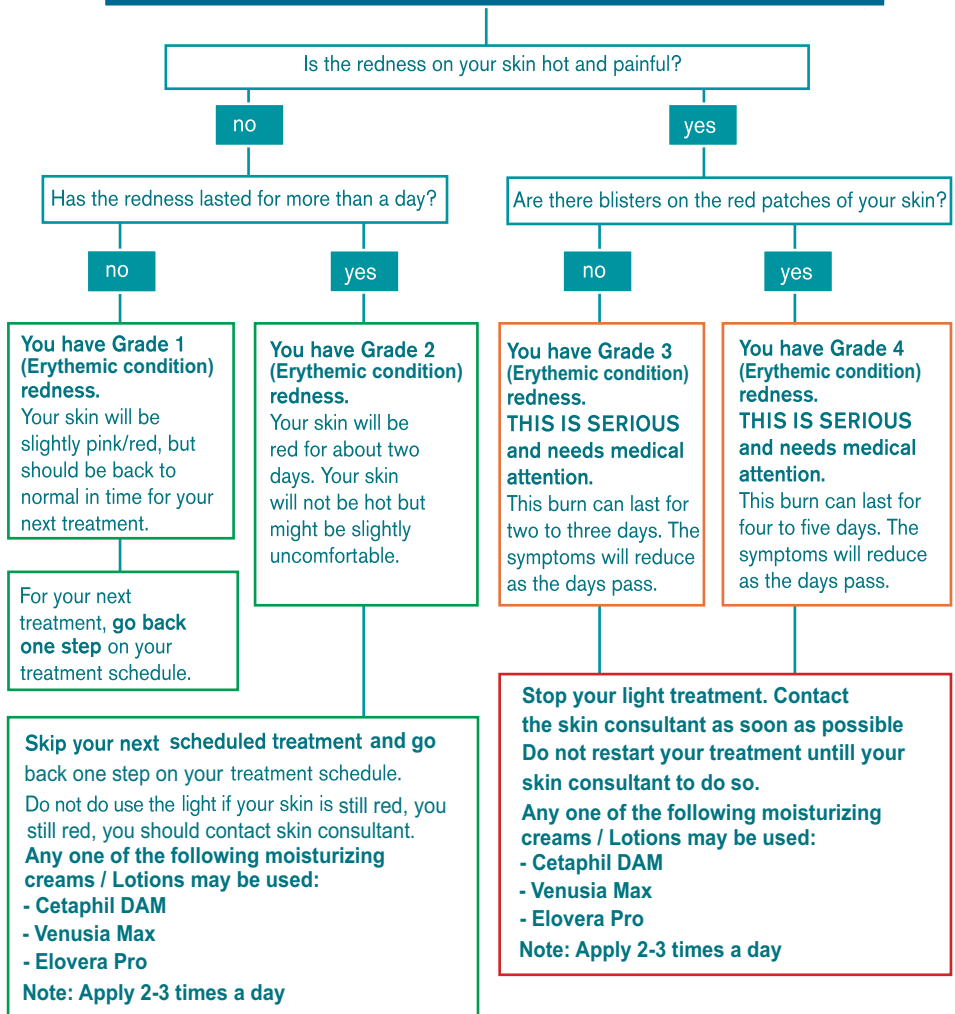 Is the redness on your skin hot and painful?
no
yes
Has the redness lasted for more than a day?
Are there blisters on the red patches of your skin?
no
yes
no
yes
You have Grade 1
(Erythemic condition)
redness.
Your skin will be
slightly pink/red, but
should be back to
normal in time for your
next treatment.
For your next
treatment, go back
one step on your
treatment schedule.
You have Grade 2
(Erythemic condition)
redness.
Your skin will be
red for about two
days. Your skin
will not be hot but
might be slightly
uncomfortable.
You have Grade 3
(Erythemic condition)
redness.
THIS IS SERIOUS
and needs medical
attention.
This burn can last for
two to three days. The
symptoms will reduce
as the days pass.
You have Grade 4
(Erythemic condition)
redness.
THIS IS SERIOUS
and needs medical
attention.
This burn can last for
four to five days. The
symptoms will reduce
as the days pass.
Skip your next scheduled treatment and go
back one step on your treatment schedule.
Do not do use the light if your skin is still red, you
still red, you should contact skin consultant.
Any one of the following moisturizing
creams / Lotions may be used:
- Cetaphil DAM
- Venusia Max
- Elovera Pro
Note: Apply 2-3 times a day
Stop your light treatment. Contact
the skin consultant as soon as possible
Do not restart your treatment untill your
skin consultant to do so.
Any one of the following moisturizing
creams / Lotions may be used:
- Cetaphil DAM
- Venusia Max
- Elovera Pro
Note: Apply 2-3 times a day